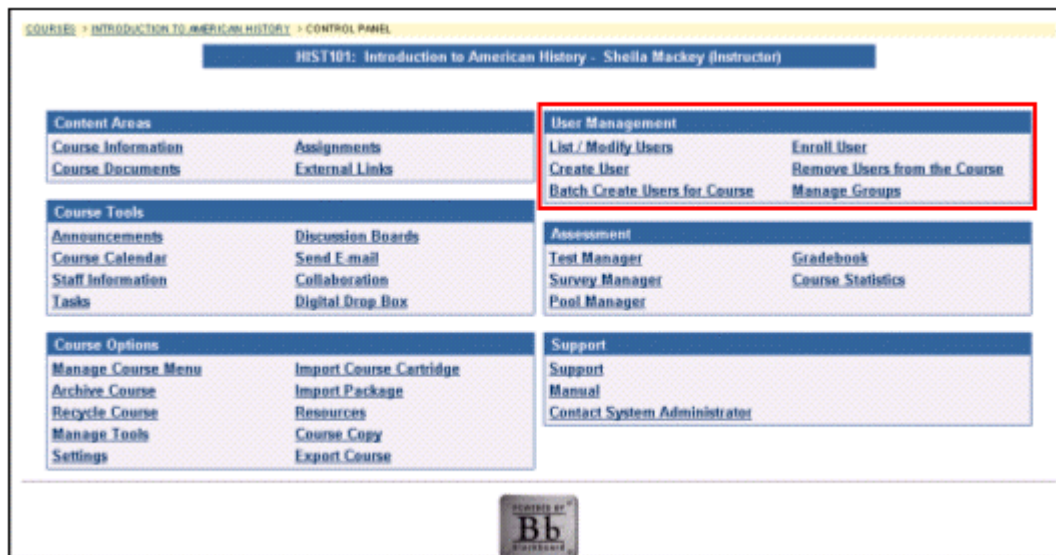 COURSES > INTRODUCTION TO AMERICAN HISTORY > CONTROL PANEL
HIST101: Introduction to American History - Sheila Mackey (Instructor)
Content Areas
Course Information Assignments
Course Documents External Links
Course Tools
Announcements Discussion Boards
Course Calendar Send E-mail
Staff Information Collaboration
Tasks Digital Drop Box
Course Options
Manage Course Menu Import Course Cartridge
Archive Course Import Package
Recycle Course Resources
Manage Tools Course Copy
Settings Export Course
User Management
List / Modify Users Enroll User
Create User Remove Users from the Course
Batch Create Users for Course Manage Groups
Assessment
Test Manager Gradebook
Survey Manager Course Statistics
Pool Manager
Support
Support
Manual
Contact System Administrator
POWERED BY
Bb
Blackboard